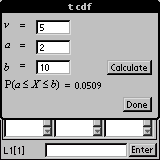 t cdf
ν = 5
a = 2
b = 10
Calculate
P(a ≤ X ≤ b) = 0.0509
Done
L1[1]
Enter